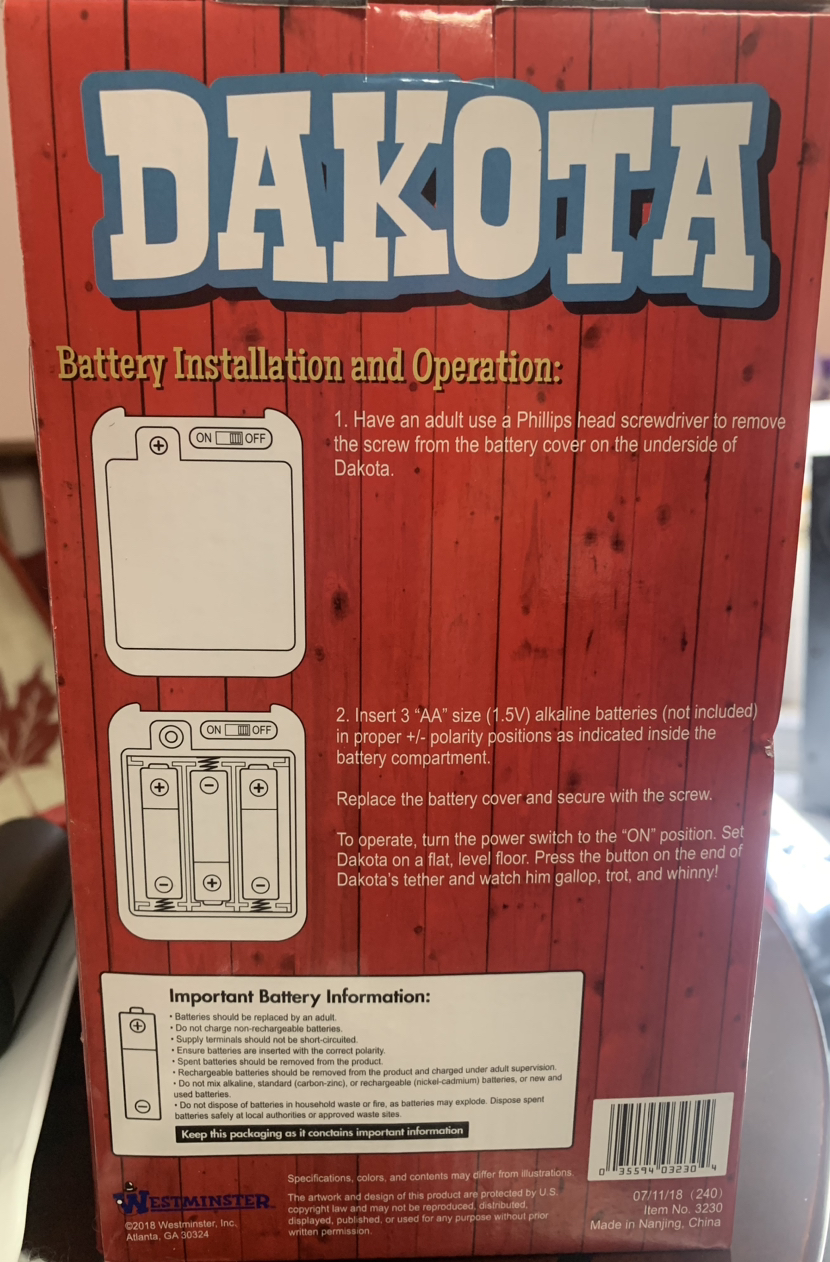 DAKOTA
Battery Installation and Operation:
ON OFF
1. Have an adult use a Phillips head screwdriver to remove
the screw from the battery cover on the underside of
Dakota.
ON OFF
2. Insert 3 “AA” size (1.5V) alkaline batteries (not included)
in proper +/- polarity positions as indicated inside the
battery compartment.
Replace the battery cover and secure with the screw.
To operate, turn the power switch to the “ON” position. Set
Dakota on a flat, level floor. Press the button on the end of
Dakota’s tether and watch him gallop, trot, and whinny!
Important Battery Information:
• Batteries should be replaced by an adult.
• Do not charge non-rechargeable batteries.
• Supply terminals should not be short-circuited.
• Ensure batteries are inserted with the correct polarity.
• Spent batteries should be removed from the product.
• Rechargeable batteries should be removed from the product and charged under adult supervision.
• Do not mix alkaline, standard (carbon-zinc), or rechargeable (nickel-cadmium) batteries, or new and
used batteries.
• Do not dispose of batteries in household waste or fire, as batteries may explode. Dispose spent
batteries safely at local authorities or approved waste sites.
Keep this packaging as it conctains important information
0 35594 03230 4
Specifications, colors, and contents may differ from illustrations.
WESTMINSTER
©2018 Westminster, Inc.
Atlanta, GA 30324
The artwork and design of this product are protected by U.S.
copyright law and may not be reproduced, distributed,
displayed, published, or used for any purpose without prior
written permission.
07/11/18 (240)
Item No. 3230
Made in Nanjing, China